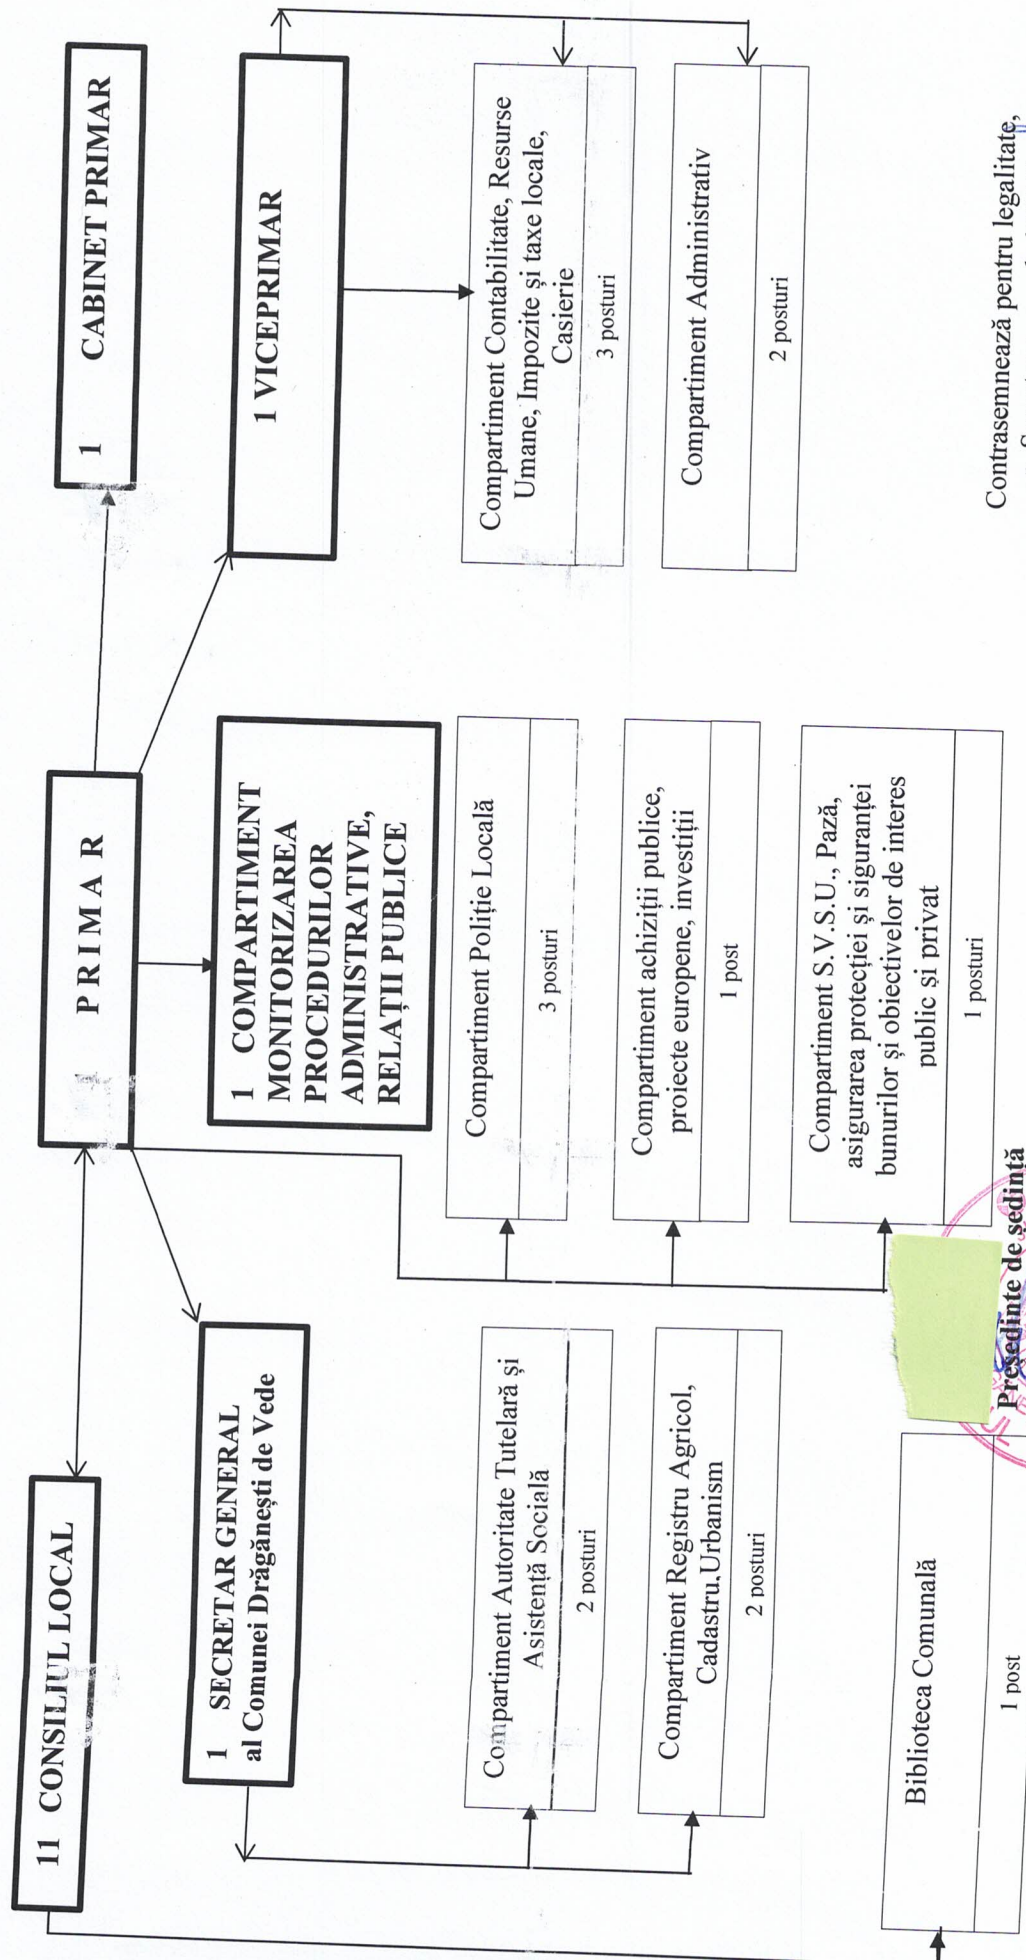 11 CONSILIUL LOCAL
1 PRIMAR
1 CABINET PRIMAR
1 SECRETAR GENERAL
al Comunei Drăgănești de Vede
1 COMPARTIMENT
MONITORIZAREA
PROCEDURILOR
ADMINISTRATIVE,
RELAȚII PUBLICE
1 VICEPRIMAR
Compartiment Autoritate Tutelară și
Asistență Socială
2 posturi
Compartiment Registru Agricol,
Cadastru,Urbanism
2 posturi
Biblioteca Comunală
1 post
Compartiment Poliție Locală
3 posturi
Compartiment achiziții publice,
proiecte europene, investiții
1 post
Compartiment S.V.S.U., Pază,
asigurarea protecției și siguranței
bunurilor și obiectivelor de interes
public și privat
1 posturi
Compartiment Contabilitate, Resurse
Umane, Impozite și taxe locale,
Casierie
3 posturi
Compartiment Administrativ
2 posturi
Președinte de ședință
Contrasemnează pentru legalitate,